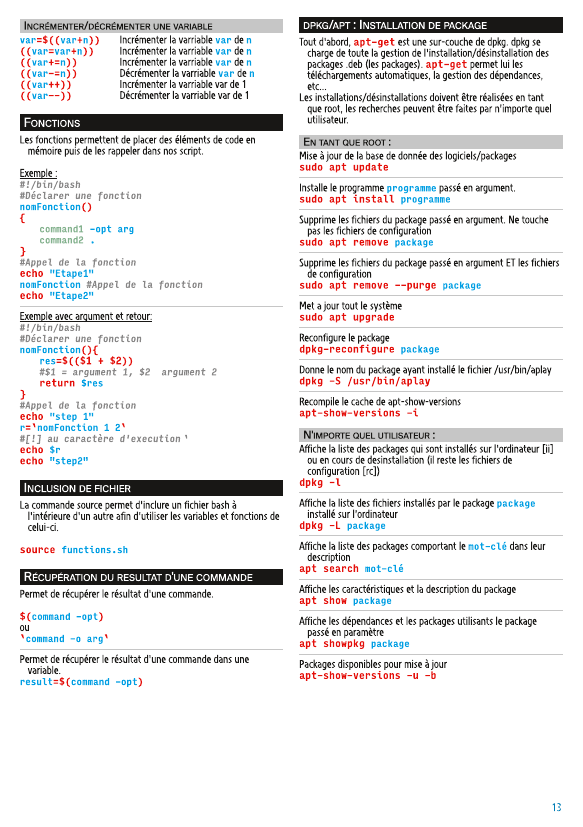 Incrémenter/décrémenter une variable
var=$((var+n)) Incrémenter la varriable var de n
((var=var+n)) Incrémenter la varriable var de n
((var+=n)) Incrémenter la varriable var de n
((var-=n)) Décrémenter la varriable var de n
((var++)) Incrémenter la varriable var de 1
((var--)) Décrémenter la varriable var de 1
Fonctions
Les fonctions permettent de placer des éléments de code en
mémoire puis de les rappeler dans nos script.
Exemple :
#!/bin/bash
#Déclarer une fonction
nomFonction()
{
command1 -opt arg
command2 .
}
#Appel de la fonction
echo "Etape1"
nomFonction #Appel de la fonction
echo "Etape2"
Exemple avec argument et retour:
#!/bin/bash
#Déclarer une fonction
nomFonction(){
res=$(($1 + $2))
#$1 = argument 1, $2 argument 2
return $res
}
#Appel de la fonction
echo "step 1"
r=`nomFonction 1 2`
#[!] au caractère d'execution `
echo $r
echo "step2"
Inclusion de fichier
La commande source permet d'inclure un fichier bash à
l'intérieure d'un autre afin d'utiliser les variables et fonctions de
celui-ci.
source functions.sh
Récupération du resultat d'une commande
Permet de récupérer le résultat d'une commande.
$(command -opt)
ou
`command -o arg`
Permet de récupérer le résultat d'une commande dans une
variable.
result=$(command -opt)
dpkg/apt : Installation de package
Tout d'abord, apt-get est une sur-couche de dpkg. dpkg se
charge de toute la gestion de l'installation/désinstallation des
packages .deb (les packages). apt-get permet lui les
téléchargements automatiques, la gestion des dépendances,
etc...
Les installations/désinstallations doivent être réalisées en tant
que root, les recherches peuvent être faites par n'importe quel
utilisateur.
En tant que root :
Mise à jour de la base de donnée des logiciels/packages
sudo apt update
Installe le programme programme passé en argument.
sudo apt install programme
Supprime les fichiers du package passé en argument. Ne touche
pas les fichiers de configuration
sudo apt remove package
Supprime les fichiers du package passé en argument ET les fichiers
de configuration
sudo apt remove --purge package
Met a jour tout le système
sudo apt upgrade
Reconfigure le package
dpkg-reconfigure package
Donne le nom du package ayant installé le fichier /usr/bin/aplay
dpkg -S /usr/bin/aplay
Recompile le cache de apt-show-versions
apt-show-versions -i
N'importe quel utilisateur :
Affiche la liste des packages qui sont installés sur l'ordinateur [ii]
ou en cours de desinstallation (il reste les fichiers de
configuration [rc])
dpkg -l
Affiche la liste des fichiers installés par le package package
installé sur l'ordinateur
dpkg -L package
Affiche la liste des packages comportant le mot-clé dans leur
description
apt search mot-clé
Affiche les caractéristiques et la description du package
apt show package
Affiche les dépendances et les packages utilisants le package
passé en paramètre
apt showpkg package
Packages disponibles pour mise à jour
apt-show-versions -u -b
13